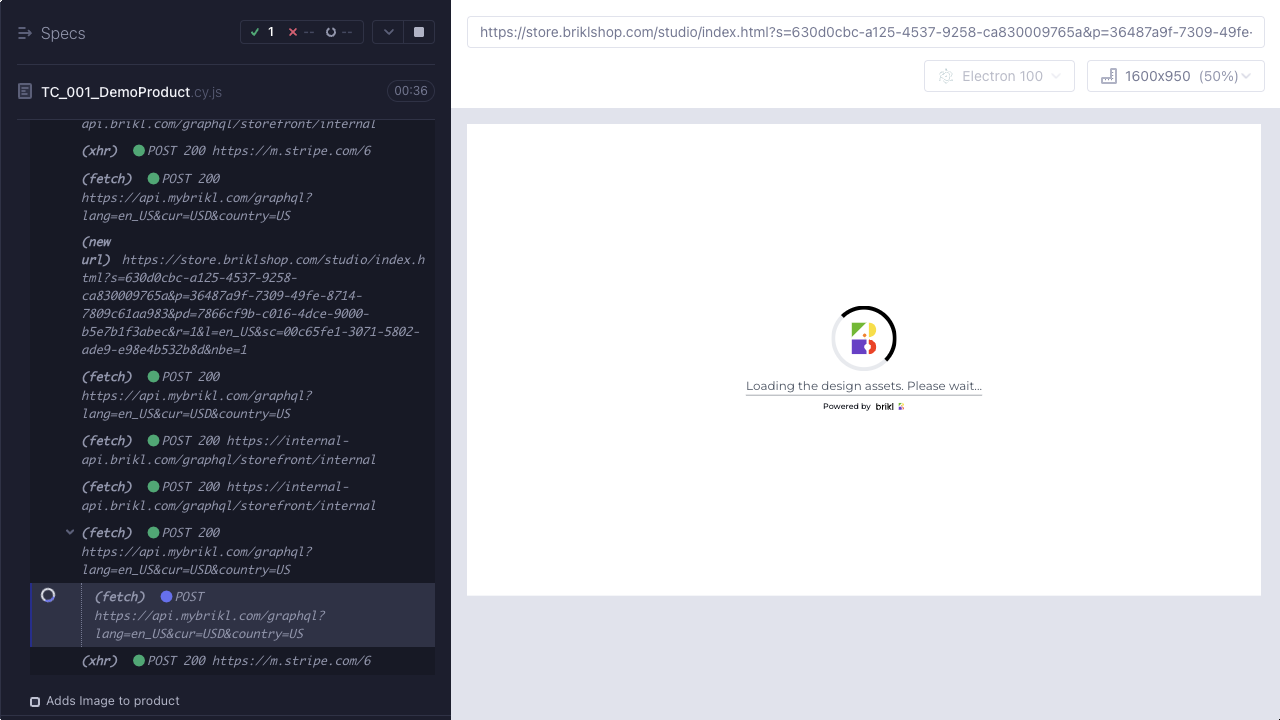 Specs
1
--
--
TC_001_DemoProduct.cy.js
00:36
api.brikl.com/graphql/storefront/internal
(xhr) POST 200 https://m.stripe.com/6
(fetch) POST 200
https://api.mybrikl.com/graphql?
lang=en_US&cur=USD&country=US
(new
url) https://store.briklshop.com/studio/index.h
tml?s=630d0cbc-a125-4537-9258-
ca830009765a&p=36487a9f-7309-49fe-8714-
7809c61aa983&pd=7866cf9b-c016-4dce-9000-
b5e7b1f3abec&r=1&l=en_US&sc=00c65fe1-3071-5802-
ade9-e98e4b532b8d&nbe=1
(fetch) POST 200
https://api.mybrikl.com/graphql?
lang=en_US&cur=USD&country=US
(fetch) POST 200 https://internal-
api.brikl.com/graphql/storefront/internal
(fetch) POST 200 https://internal-
api.brikl.com/graphql/storefront/internal
(fetch) POST 200
https://api.mybrikl.com/graphql?
lang=en_US&cur=USD&country=US
(fetch) POST
https://api.mybrikl.com/graphql?
lang=en_US&cur=USD&country=US
(xhr) POST 200 https://m.stripe.com/6
Adds Image to product
https://store.briklshop.com/studio/index.html?s=630d0cbc-a125-4537-9258-ca830009765a&p=36487a9f-7309-49fe-
Electron 100
1600x950 (50%)
Loading the design assets. Please wait...
Powered by brikl